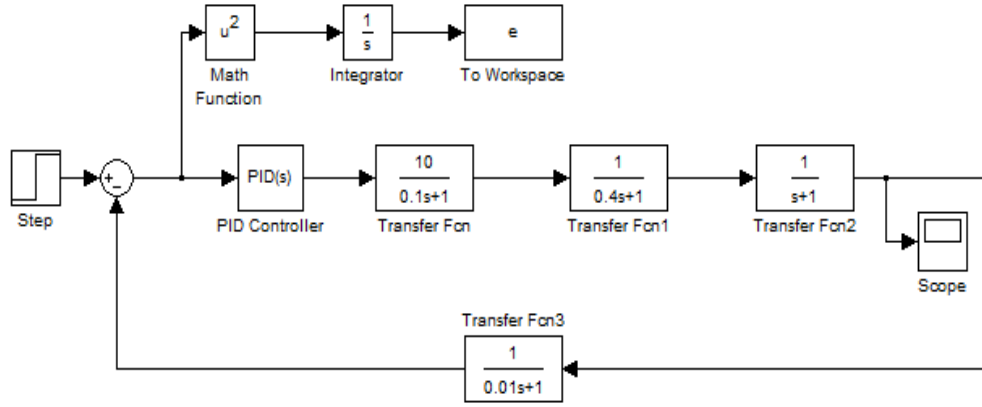 u²
Math
Function
1
s
Integrator
e
To Workspace
Step
+
−
PID(s)
PID Controller
10
0.1s+1
Transfer Fcn
1
0.4s+1
Transfer Fcn1
1
s+1
Transfer Fcn2
Scope
Transfer Fcn3
1
0.01s+1